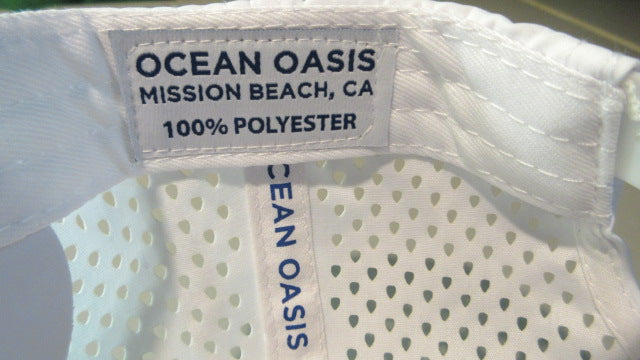 OCEAN OASIS
MISSION BEACH, CA
100% POLYESTER
CEAN OASIS